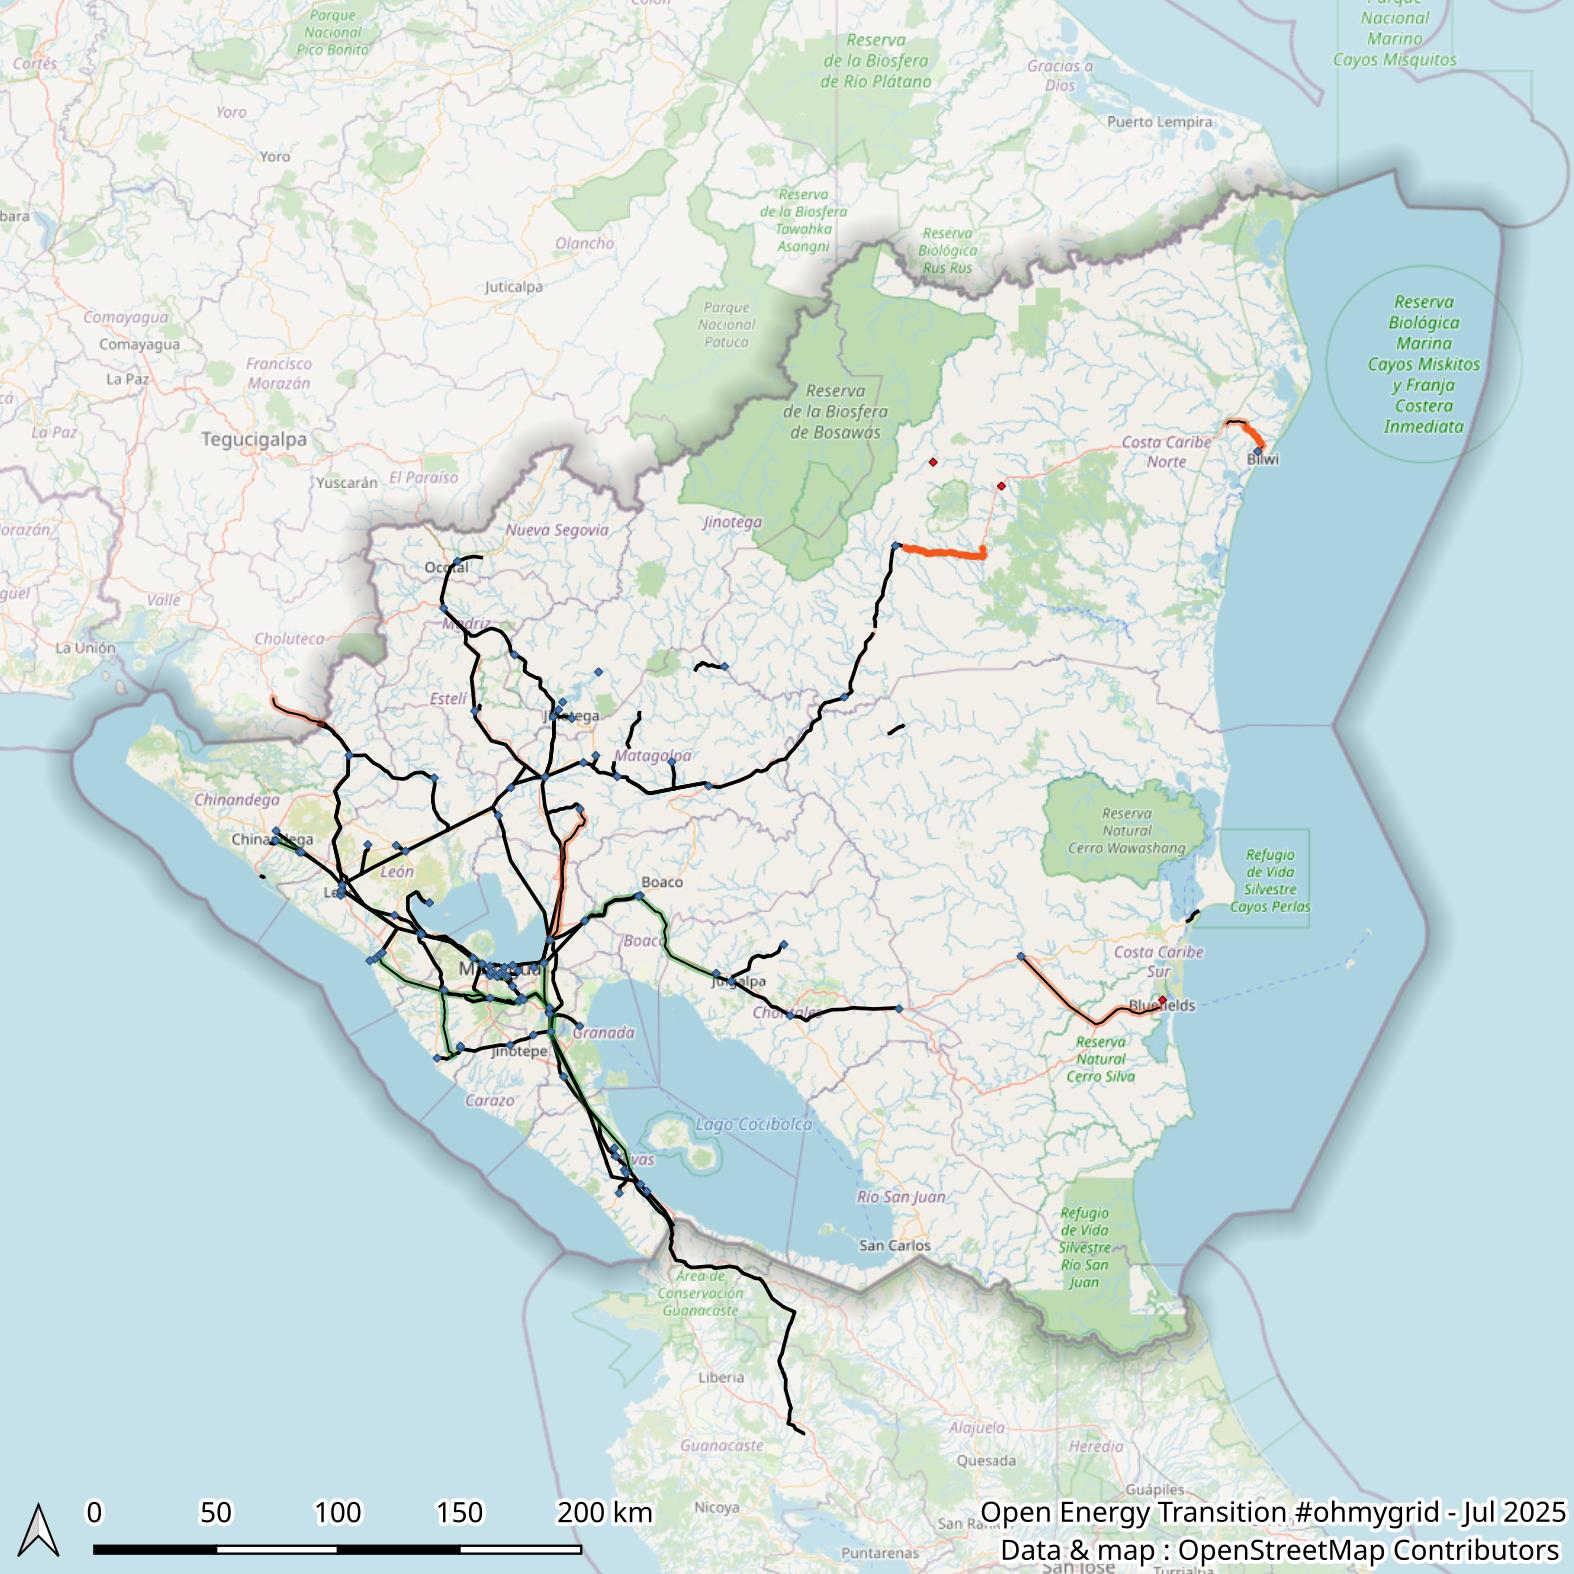 Colón
Parque
Nacional
Pico Bonito
Parque
Nacional
Marino
Cayos Misquitos
Cortés
Reserva
de la Biosfera
de Río Plátano
Gracias a
Dios
Yoro
Puerto Lempira
Yoro
Reserva
de la Biosfera
Tawahka
Asangni
bara
Olancho
Reserva
Biológica
Rus Rus
Juticalpa
Parque
Nacional
Patuca
Reserva
Biológica
Marina
Cayos Miskitos
y Franja
Costera
Inmediata
Comayagua
Comayagua
Francisco
Morazán
La Paz
Reserva
de la Biosfera
de Bosawás
La Paz
Tegucigalpa
Costa Caribe
Norte
Bilwi
El Paraíso
Yuscarán
Nueva Segovia
Jinotega
Morazán
Ocotal
guel
Valle
Madriz
Choluteca
La Unión
Estelí
Jinotega
Matagalpa
Chinandega
Chinandega
Reserva
Natural
Cerro Wawashang
León
Refugio
de Vida
Silvestre
Cayos Perlas
Boaco
Boaco
Costa Caribe
Sur
Managua
Juigalpa
Chontales
Bluefields
Granada
Jinotepe
Reserva
Natural
Cerro Silva
Carazo
Lago Cocibolca
ivas
Río San Juan
Refugio
de Vida
Silvestre
Río San
Juan
San Carlos
Área de
Conservación
Guanacaste
Liberia
Alajuela
Guanacaste
Heredia
Quesada
Guápiles
Nicoya
San Ram
Puntarenas
San José
Turrialba
0 50 100 150 200 km
Open Energy Transition #ohmygrid - Jul 2025
Data & map : OpenStreetMap Contributors